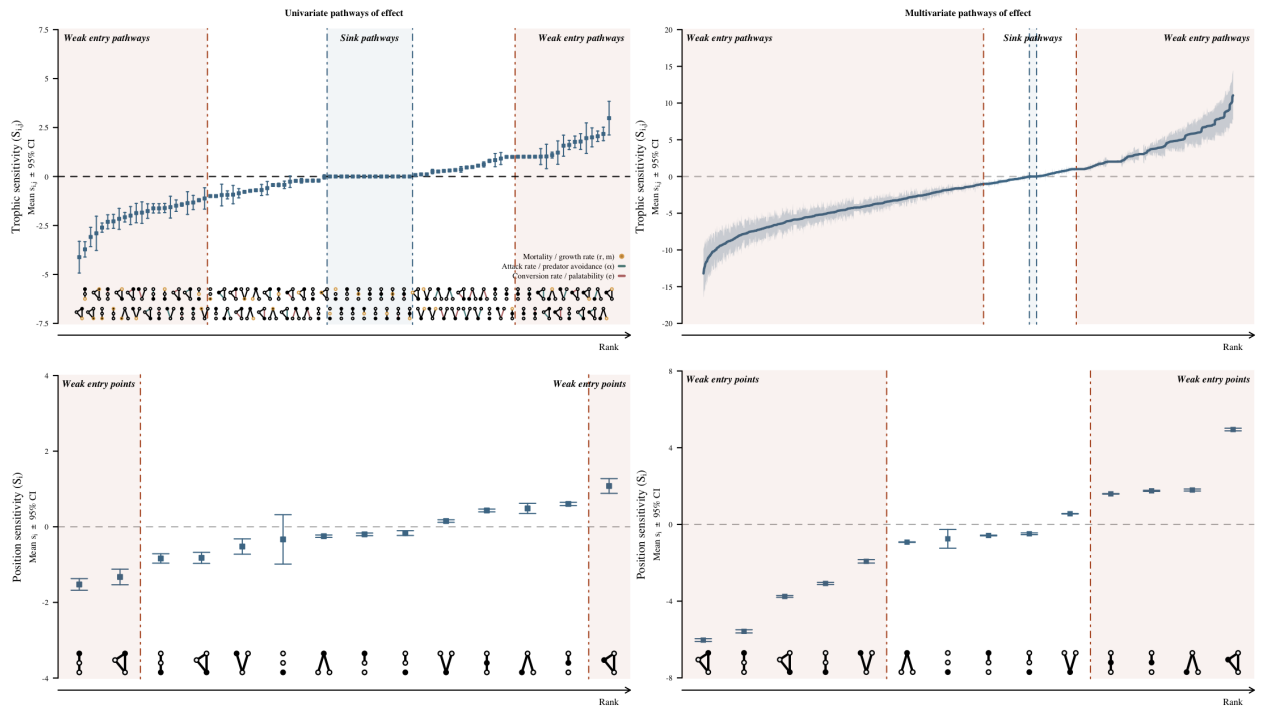 Univariate pathways of effect
Multivariate pathways of effect
7.5
5
2.5
0
-2.5
-5
-7.5
Trophic sensitivity (Si,j)
Mean si,j ± 95% CI
Weak entry pathways
Sink pathways
Weak entry pathways
Mortality / growth rate (r, m)
Attack rate / predator avoidance (α)
Conversion rate / palatability (e)
Rank
20
15
10
5
0
-5
-10
-15
-20
Trophic sensitivity (Si,j)
Mean si,j ± 95% CI
Weak entry pathways
Sink pathways
Weak entry pathways
Rank
4
2
0
-2
-4
Position sensitivity (Si)
Mean si ± 95% CI
Weak entry points
Weak entry points
Rank
8
4
0
-4
-8
Position sensitivity (Si)
Mean si ± 95% CI
Weak entry points
Weak entry points
Rank